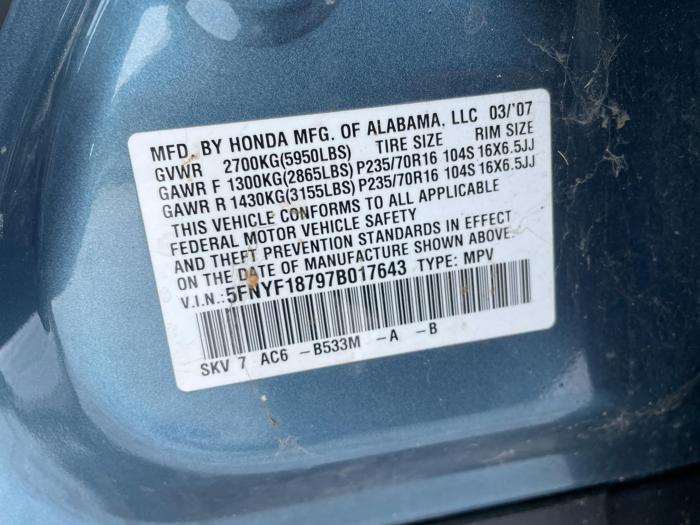 MFD. BY HONDA MFG. OF ALABAMA. LLC 03/'07
GVWR 2700KG(5950LBS) TIRE SIZE RIM SIZE
GAWR F 1300KG(2865LBS) P235/70R16 104S 16X6.5JJ
GAWR R 1430KG(3155LBS) P235/70R16 104S 16X6.5JJ
THIS VEHICLE CONFORMS TO ALL APPLICABLE
FEDERAL MOTOR VEHICLE SAFETY
AND THEFT PREVENTION STANDARDS IN EFFECT
ON THE DATE OF MANUFACTURE SHOWN ABOVE.
V.I.N.:5FNYF18797B017643 TYPE: MPV
SKV 7 AC6 -B533M -A -B